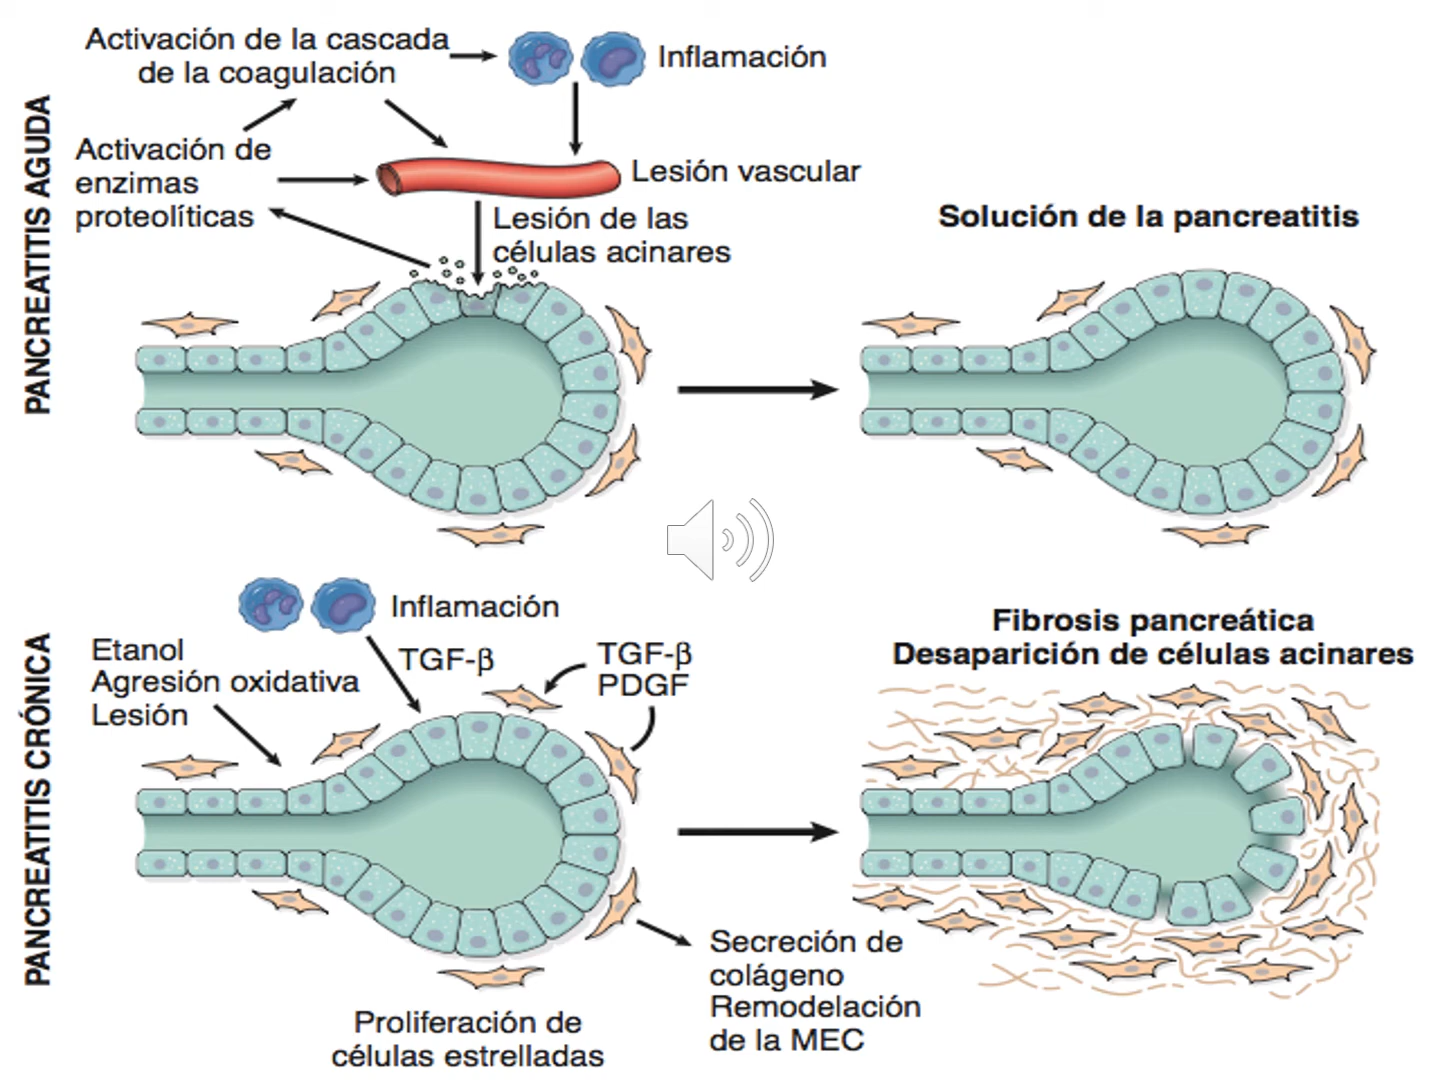 PANCREATITIS AGUDA
Activación de la cascada
de la coagulación
Inflamación
Activación de
enzimas
proteolíticas
Lesión vascular
Lesión de las
células acinares
Solución de la pancreatitis
PANCREATITIS CRÓNICA
Inflamación
Etanol
Agresión oxidativa
Lesión
TGF-β
TGF-β
PDGF
Fibrosis pancreática
Desaparición de células acinares
Secreción de
colágeno
Remodelación
de la MEC
Proliferación de
células estrelladas